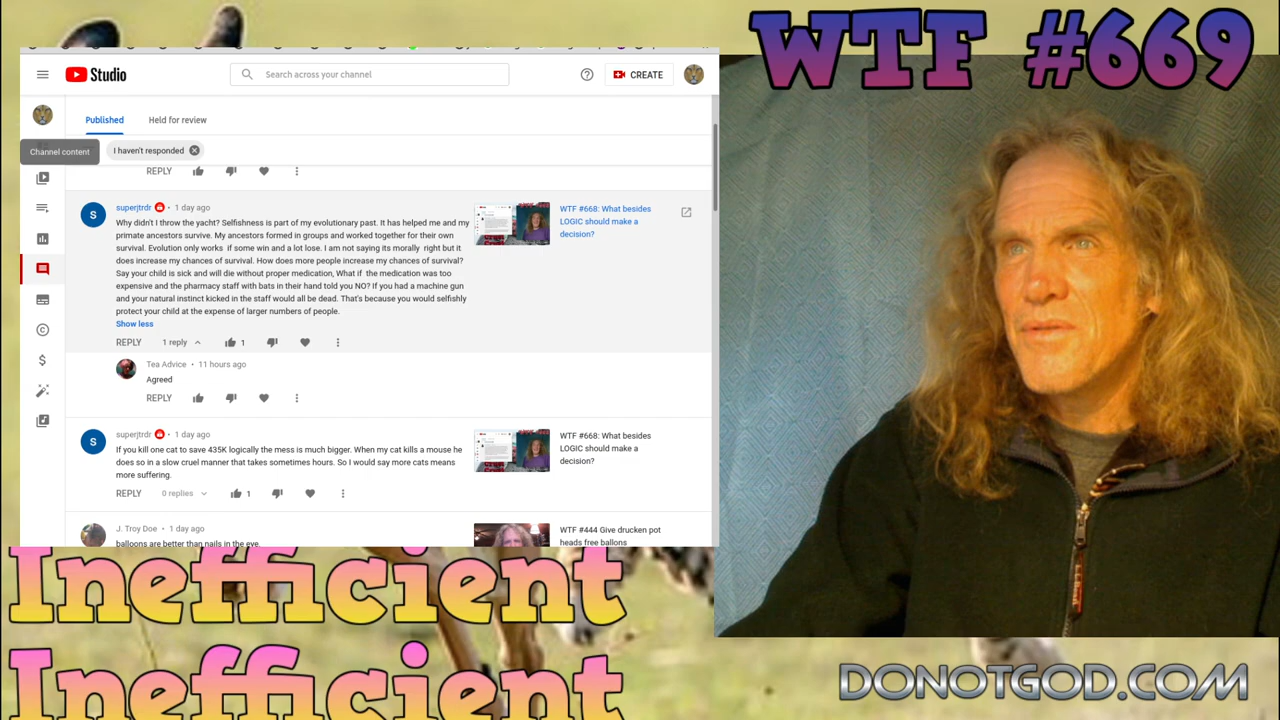 WTF #669
Studio
Search across your channel
CREATE
Published
Held for review
Channel content
I haven't responded
REPLY
S
superjtrdr • 1 day ago
Why didn't I throw the yacht? Selfishness is part of my evolutionary past. It has helped me and my
primate ancestors survive. My ancestors formed in groups and worked together for their own
survival. Evolution only works if some win and a lot lose. I am not saying its morally right but it
does increase my chances of survival. How does more people increase my chances of survival?
Say your child is sick and will die without proper medication, What if the medication was too
expensive and the pharmacy staff with bats in their hand told you NO? If you had a machine gun
and your natural instinct kicked in the staff would all be dead. That's because you would selfishly
protect your child at the expense of larger numbers of people.
Show less
REPLY 1 reply 1
WTF #668: What besides
LOGIC should make a
decision?
Tea Advice • 11 hours ago
Agreed
REPLY
S
superjtrdr • 1 day ago
If you kill one cat to save 435K logically the mess is much bigger. When my cat kills a mouse he
does so in a slow cruel manner that takes sometimes hours. So I would say more cats means
more suffering.
REPLY 0 replies 1
WTF #668: What besides
LOGIC should make a
decision?
J. Troy Doe • 1 day ago
balloons are better than nails in the eye.
WTF #444 Give drucken pot
heads free ballons
Inefficient
Inefficient
DONOTGOD.COM